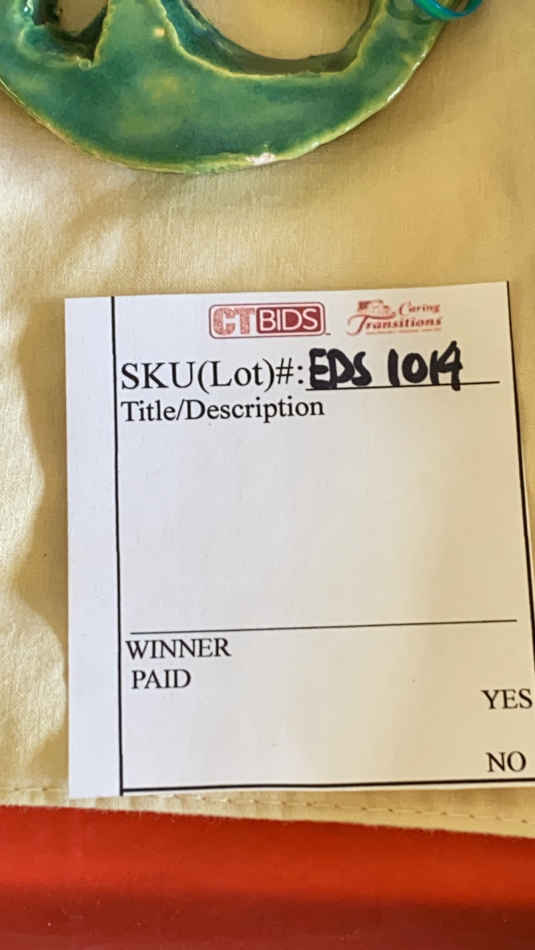 CTBIDS
Caring Transitions
SKU(Lot)#: EDS 1014
Title/Description
WINNER
PAID
YES
NO